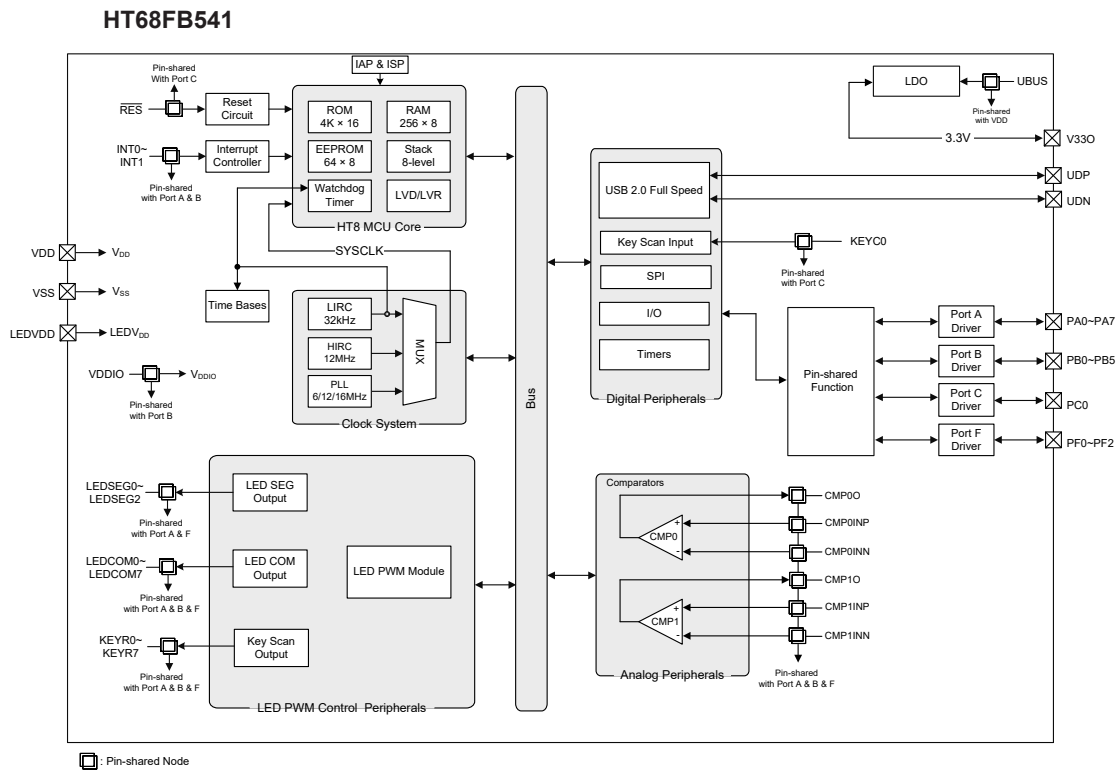 HT68FB541
Pin-shared
With Port C
RES
Reset
Circuit
INT0~
INT1
Interrupt
Controller
Pin-shared
with Port A & B
IAP & ISP
ROM
4K × 16
RAM
256 × 8
EEPROM
64 × 8
Stack
8-level
Watchdog
Timer
LVD/LVR
HT8 MCU Core
SYSCLK
VDD
VDD
VSS
VSS
LEDVDD
LEDVDD
VDDIO
VDDIO
Pin-shared
with Port B
Time Bases
LIRC
32kHz
HIRC
12MHz
PLL
6/12/16MHz
MUX
Clock System
Bus
LDO
UBUS
Pin-shared
with VDD
3.3V
V33O
USB 2.0 Full Speed
UDP
UDN
Key Scan Input
KEYC0
Pin-shared
with Port C
SPI
I/O
Timers
Digital Peripherals
Pin-shared
Function
Port A
Driver
PA0~PA7
Port B
Driver
PB0~PB5
Port C
Driver
PC0
Port F
Driver
PF0~PF2
LEDSEG0~
LEDSEG2
LED SEG
Output
Pin-shared
with Port A & F
LEDCOM0~
LEDCOM7
LED COM
Output
Pin-shared
with Port A & B & F
LED PWM Module
KEYR0~
KEYR7
Key Scan
Output
Pin-shared
with Port A & B & F
LED PWM Control Peripherals
Comparators
CMP0
+
-
CMP0O
CMP0INP
CMP0INN
CMP1
+
-
CMP1O
CMP1INP
CMP1INN
Analog Peripherals
Pin-shared
with Port A & B & F
: Pin-shared Node